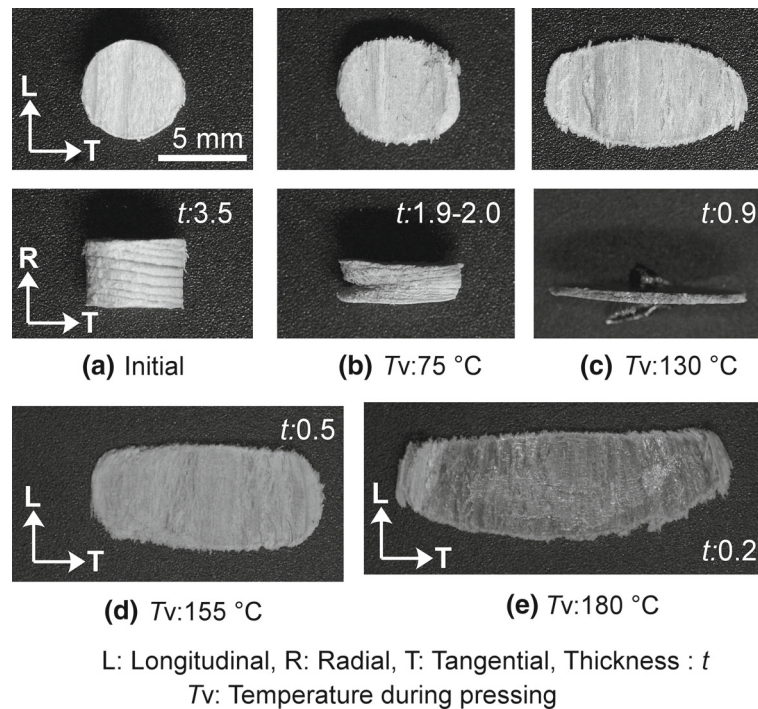 L
T
5 mm
R
T
t:3.5
t:1.9-2.0
t:0.9
(a) Initial
(b) Tv:75 °C
(c) Tv:130 °C
L
T
t:0.5
L
T
t:0.2
(d) Tv:155 °C
(e) Tv:180 °C
L: Longitudinal, R: Radial, T: Tangential, Thickness : t
Tv: Temperature during pressing